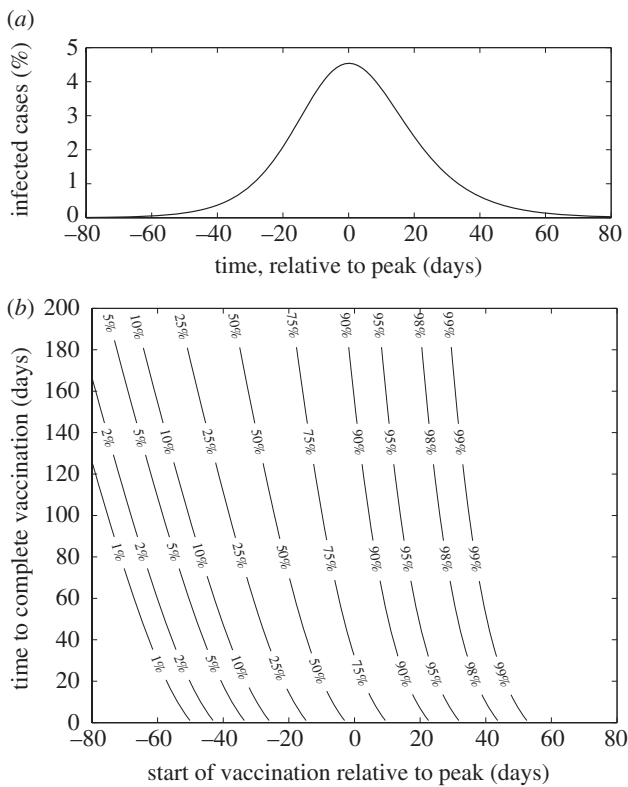 (a)
5
4
3
2
1
0
infected cases (%)
–80 –60 –40 –20 0 20 40 60 80
time, relative to peak (days)
(b)
200
180
160
140
120
100
80
60
40
20
0
time to complete vaccination (days)
5% 10% 25% 50% 75% 90% 95% 98% 99%
2% 5% 10% 25% 50% 75% 90% 95% 98% 99%
1% 2% 5% 10% 25% 50% 75% 90% 95% 98% 99%
1% 2% 5% 10% 25% 50% 75% 90% 95% 98% 99%
–80 –60 –40 –20 0 20 40 60 80
start of vaccination relative to peak (days)